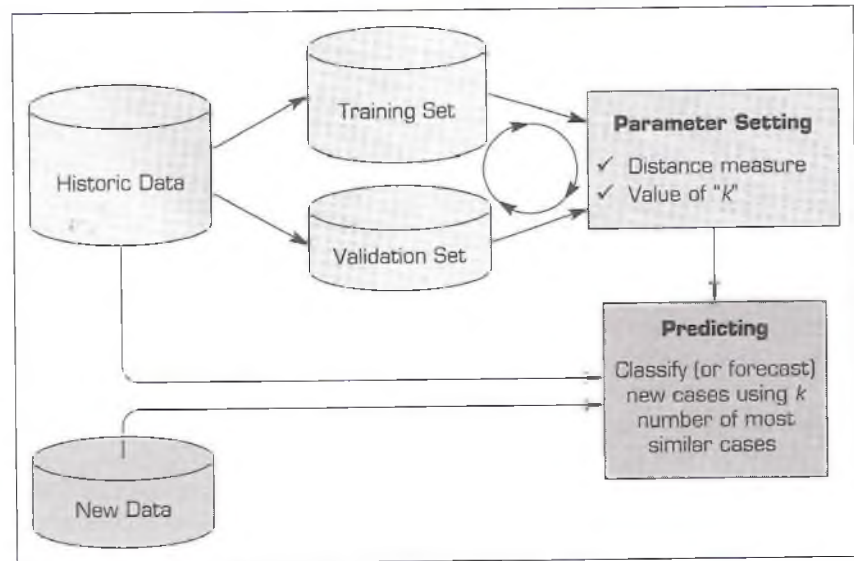 Historic Data
Training Set
Validation Set
Parameter Setting
✓ Distance measure
✓ Value of "k"
Predicting
Classify (or forecast)
new cases using k
number of most
similar cases
New Data